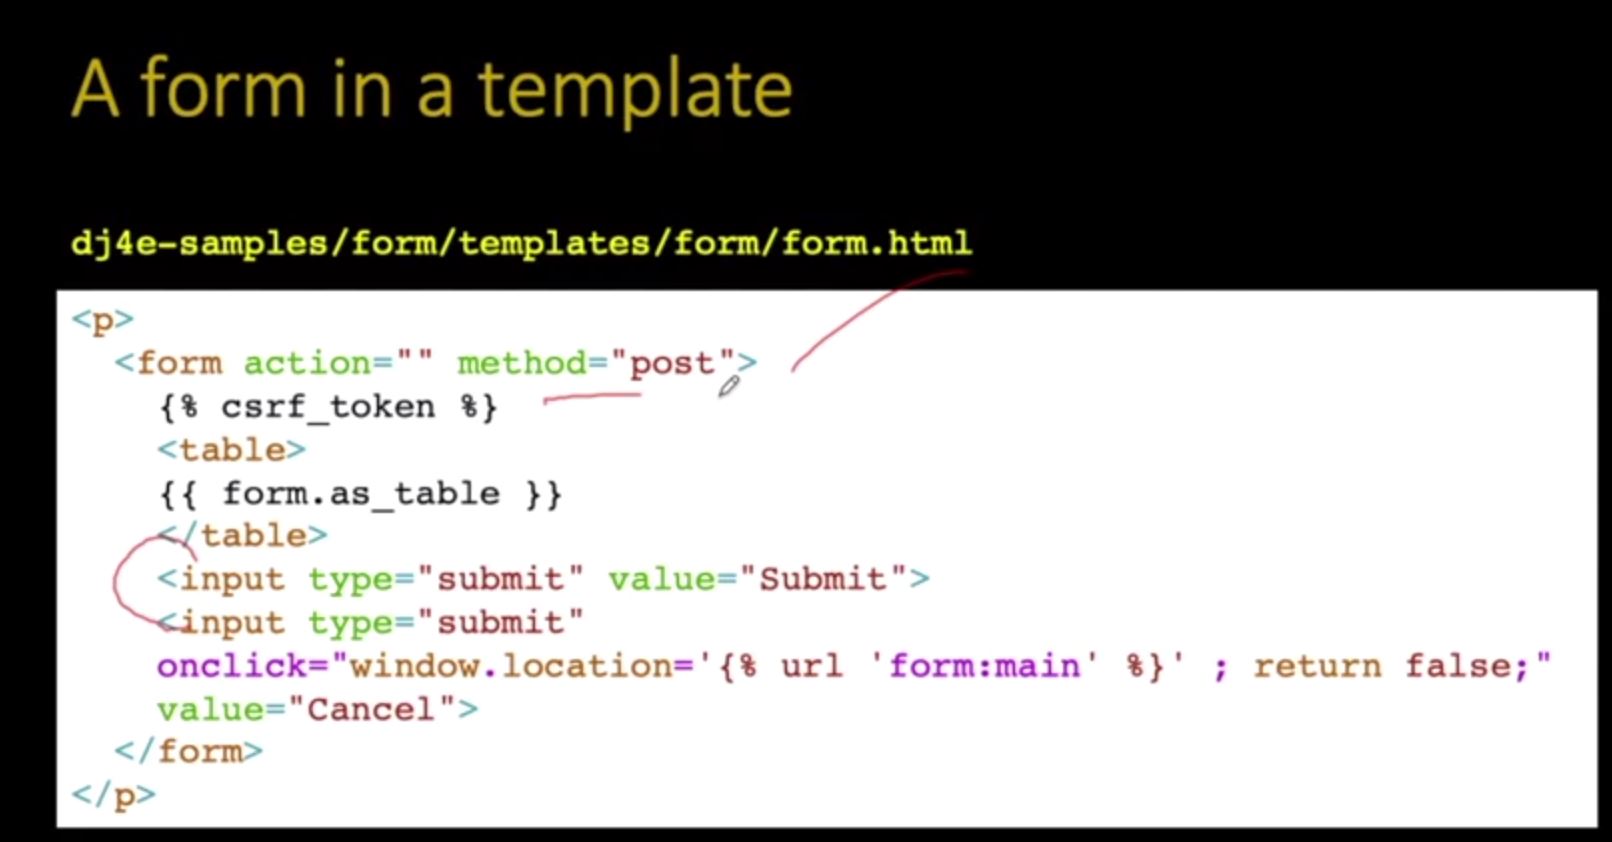 A form in a template
dj4e-samples/form/templates/form/form.html
<p>
<form action="" method="post">
{% csrf_token %}
<table>
{{ form.as_table }}
</table>
<input type="submit" value="Submit">
<input type="submit"
onclick="window.location='{% url 'form:main' %}' ; return false;"
value="Cancel">
</form>
</p>